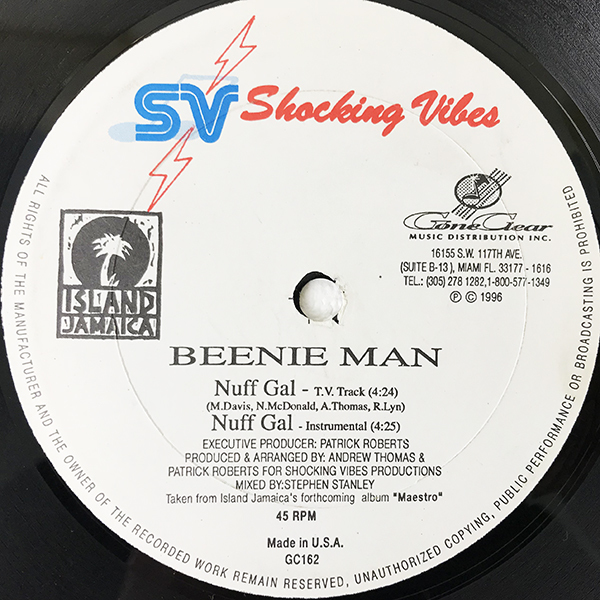 SV Shocking Vibes
ISLAND
JAMAICA
Gone Clear
MUSIC DISTRIBUTION INC.
16155 S.W. 117TH AVE.
(SUITE B-13 ), MIAMI FL. 33177 - 1616
TEL.: (305) 278 1282,1-800-577-1349
℗ © 1996
BEENIE MAN
Nuff Gal - T.V. Track (4:24)
(M.Davis, N.McDonald, A.Thomas, R.Lyn)
Nuff Gal - Instrumental (4:25)
EXECUTIVE PRODUCER: PATRICK ROBERTS
PRODUCED & ARRANGED BY: ANDREW THOMAS &
PATRICK ROBERTS FOR SHOCKING VIBES PRODUCTIONS
MIXED BY:STEPHEN STANLEY
Taken from Island Jamaica's forthcoming album "Maestro"
45 RPM
Made in U.S.A.
GC162
ALL RIGHTS OF THE MANUFACTURER AND THE OWNER OF THE RECORDED WORK REMAIN RESERVED, UNAUTHORIZED COPYING, PUBLIC PERFORMANCE OR BROADCASTING IS PROHIBITED